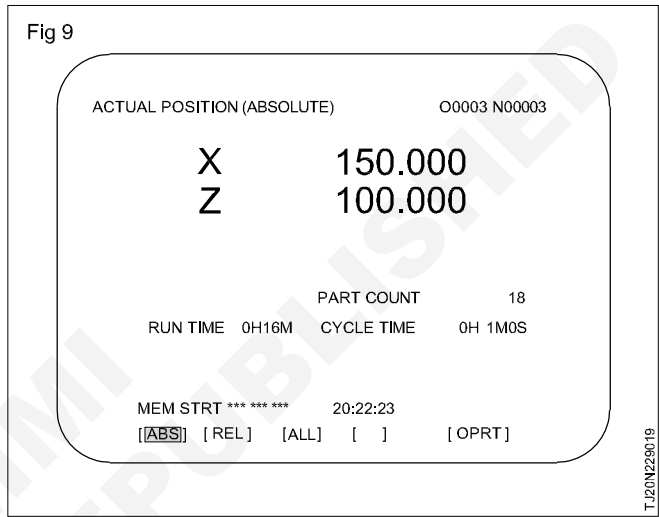 Fig 9
ACTUAL POSITION (ABSOLUTE) O0003 N00003
X 150.000
Z 100.000
PART COUNT 18
RUN TIME 0H16M CYCLE TIME 0H 1M0S
MEM STRT *** *** *** 20:22:23
[ABS] [REL] [ALL] [ ] [OPRT]
TJ20N229019